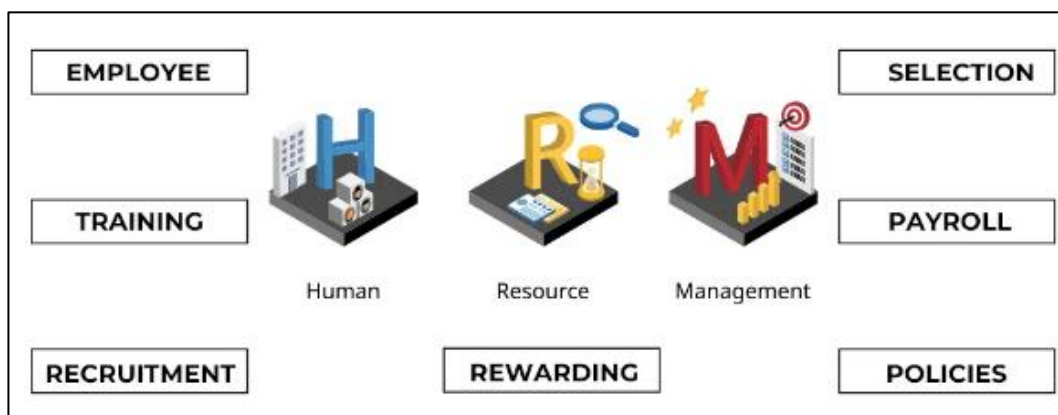 EMPLOYEE
SELECTION
H
R
M
TRAINING
PAYROLL
Human
Resource
Management
RECRUITMENT
REWARDING
POLICIES